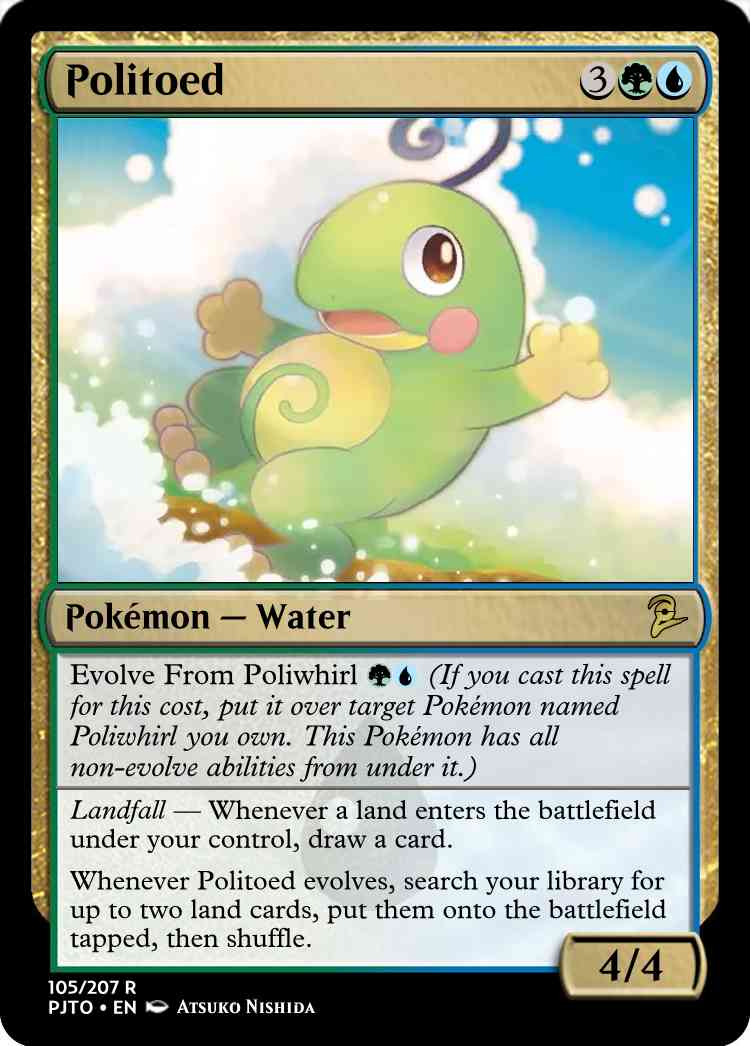 Politoed 3
Pokémon — Water
Evolve From Poliwhirl (If you cast this spell
for this cost, put it over target Pokémon named
Poliwhirl you own. This Pokémon has all
non-evolve abilities from under it.)
Landfall — Whenever a land enters the battlefield
under your control, draw a card.
Whenever Politoed evolves, search your library for
up to two land cards, put them onto the battlefield
tapped, then shuffle.
4/4
105/207 R
PJTO • EN Atsuko Nishida